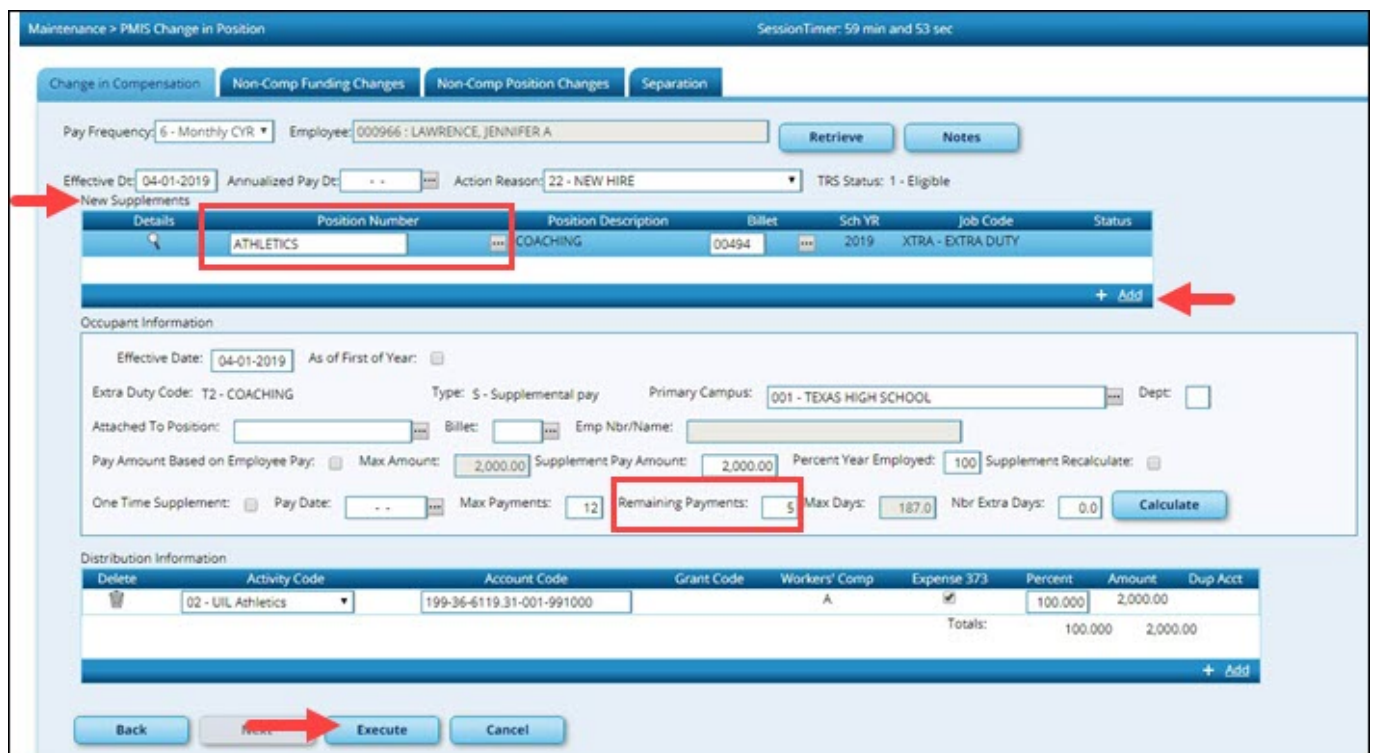 Maintenance > PMIS Change in Position SessionTimer: 59 min and 53 sec
Change in Compensation Non-Comp Funding Changes Non-Comp Position Changes Separation
Pay Frequency: 6 - Monthly CYR Employee: 000966 : LAWRENCE, JENNIFER A Retrieve Notes
Effective Dt: 04-01-2019 Annualized Pay Dt: - - ... Action Reason: 22 - NEW HIRE TRS Status: 1 - Eligible
New Supplements
Details Position Number Position Description Billet Sch YR Job Code Status
ATHLETICS ... COACHING 00494 ... 2019 XTRA - EXTRA DUTY
+ Add
Occupant Information
Effective Date: 04-01-2019 As of First of Year:
Extra Duty Code: T2 - COACHING Type: S - Supplemental pay Primary Campus: 001 - TEXAS HIGH SCHOOL ... Dept:
Attached To Position: ... Billet: ... Emp Nbr/Name:
Pay Amount Based on Employee Pay: Max Amount: 2,000.00 Supplement Pay Amount: 2,000.00 Percent Year Employed: 100 Supplement Recalculate:
One Time Supplement: Pay Date: - - ... Max Payments: 12 Remaining Payments: 5 Max Days: 187.0 Nbr Extra Days: 0.0 Calculate
Distribution Information
Delete Activity Code Account Code Grant Code Workers' Comp Expense 373 Percent Amount Dup Acct
02 - UIL Athletics 199-36-6119.31-001-991000 A 100.000 2,000.00
Totals: 100.000 2,000.00
+ Add
Back Next Execute Cancel